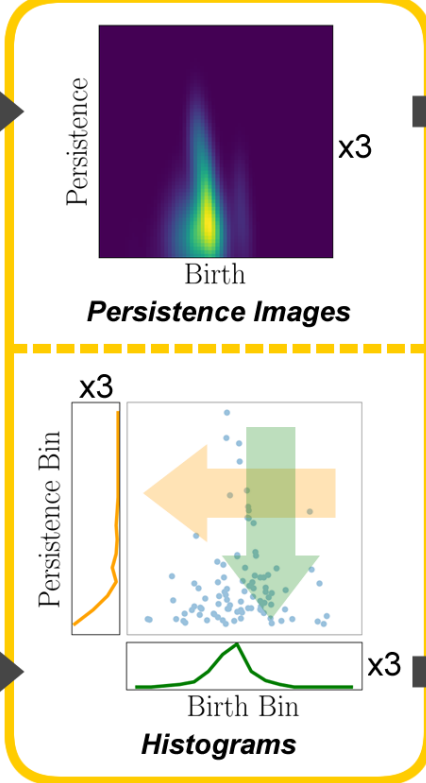 Persistence
x3
Birth
Persistence Images
x3
Persistence Bin
x3
Birth Bin
Histograms